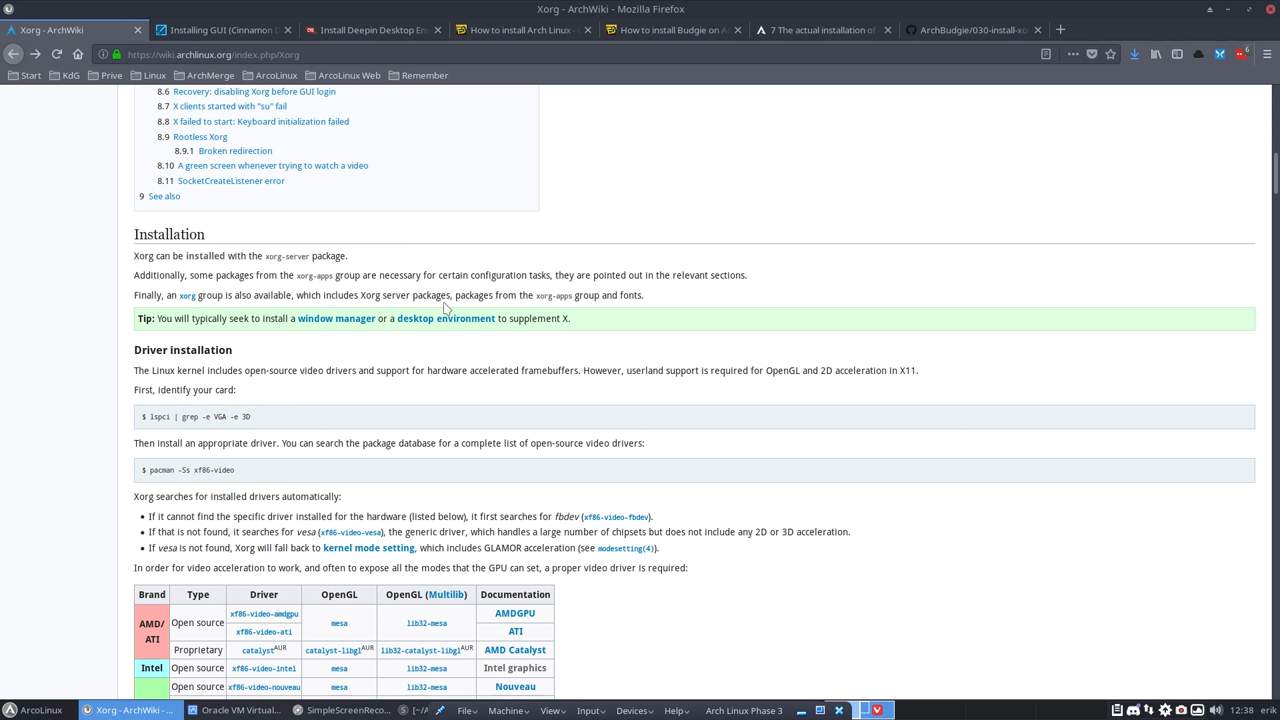 Xorg - ArchWiki - Mozilla Firefox
Xorg - ArchWiki
Installing GUI (Cinnamon D
Install Deepin Desktop En
How to install Arch Linux -
How to install Budgie on A
7 The actual installation of
ArchBudgie/030-install-xo
https://wiki.archlinux.org/index.php/Xorg
6
Start KdG Prive Linux ArchMerge ArcoLinux ArcoLinux Web Remember
8.6 Recovery: disabling Xorg before GUI login
8.7 X clients started with "su" fail
8.8 X failed to start: Keyboard initialization failed
8.9 Rootless Xorg
8.9.1 Broken redirection
8.10 A green screen whenever trying to watch a video
8.11 SocketCreateListener error
9 See also
Installation
Xorg can be installed with the xorg-server package.
Additionally, some packages from the xorg-apps group are necessary for certain configuration tasks, they are pointed out in the relevant sections.
Finally, an xorg group is also available, which includes Xorg server packages, packages from the xorg-apps group and fonts.
Tip: You will typically seek to install a window manager or a desktop environment to supplement X.
Driver installation
The Linux kernel includes open-source video drivers and support for hardware accelerated framebuffers. However, userland support is required for OpenGL and 2D acceleration in X11.
First, identify your card:
$ lspci | grep -e VGA -e 3D
Then install an appropriate driver. You can search the package database for a complete list of open-source video drivers:
$ pacman -Ss xf86-video
Xorg searches for installed drivers automatically:
• If it cannot find the specific driver installed for the hardware (listed below), it first searches for fbdev (xf86-video-fbdev).
• If that is not found, it searches for vesa (xf86-video-vesa), the generic driver, which handles a large number of chipsets but does not include any 2D or 3D acceleration.
• If vesa is not found, Xorg will fall back to kernel mode setting, which includes GLAMOR acceleration (see modesetting(4)).
In order for video acceleration to work, and often to expose all the modes that the GPU can set, a proper video driver is required:
Brand Type Driver OpenGL OpenGL (Multilib) Documentation
AMD/ATI Open source xf86-video-amdgpu mesa lib32-mesa AMDGPU
xf86-video-ati ATI
Proprietary catalystAUR catalyst-libglAUR lib32-catalyst-libglAUR AMD Catalyst
Intel Open source xf86-video-intel mesa lib32-mesa Intel graphics
Open source xf86-video-nouveau mesa lib32-mesa Nouveau
ArcoLinux
Xorg - ArchWiki - ...
Oracle VM Virtual...
SimpleScreenReco...
[~/A
File Machine View Input Devices Help
Arch Linux Phase 3
12:38 erik